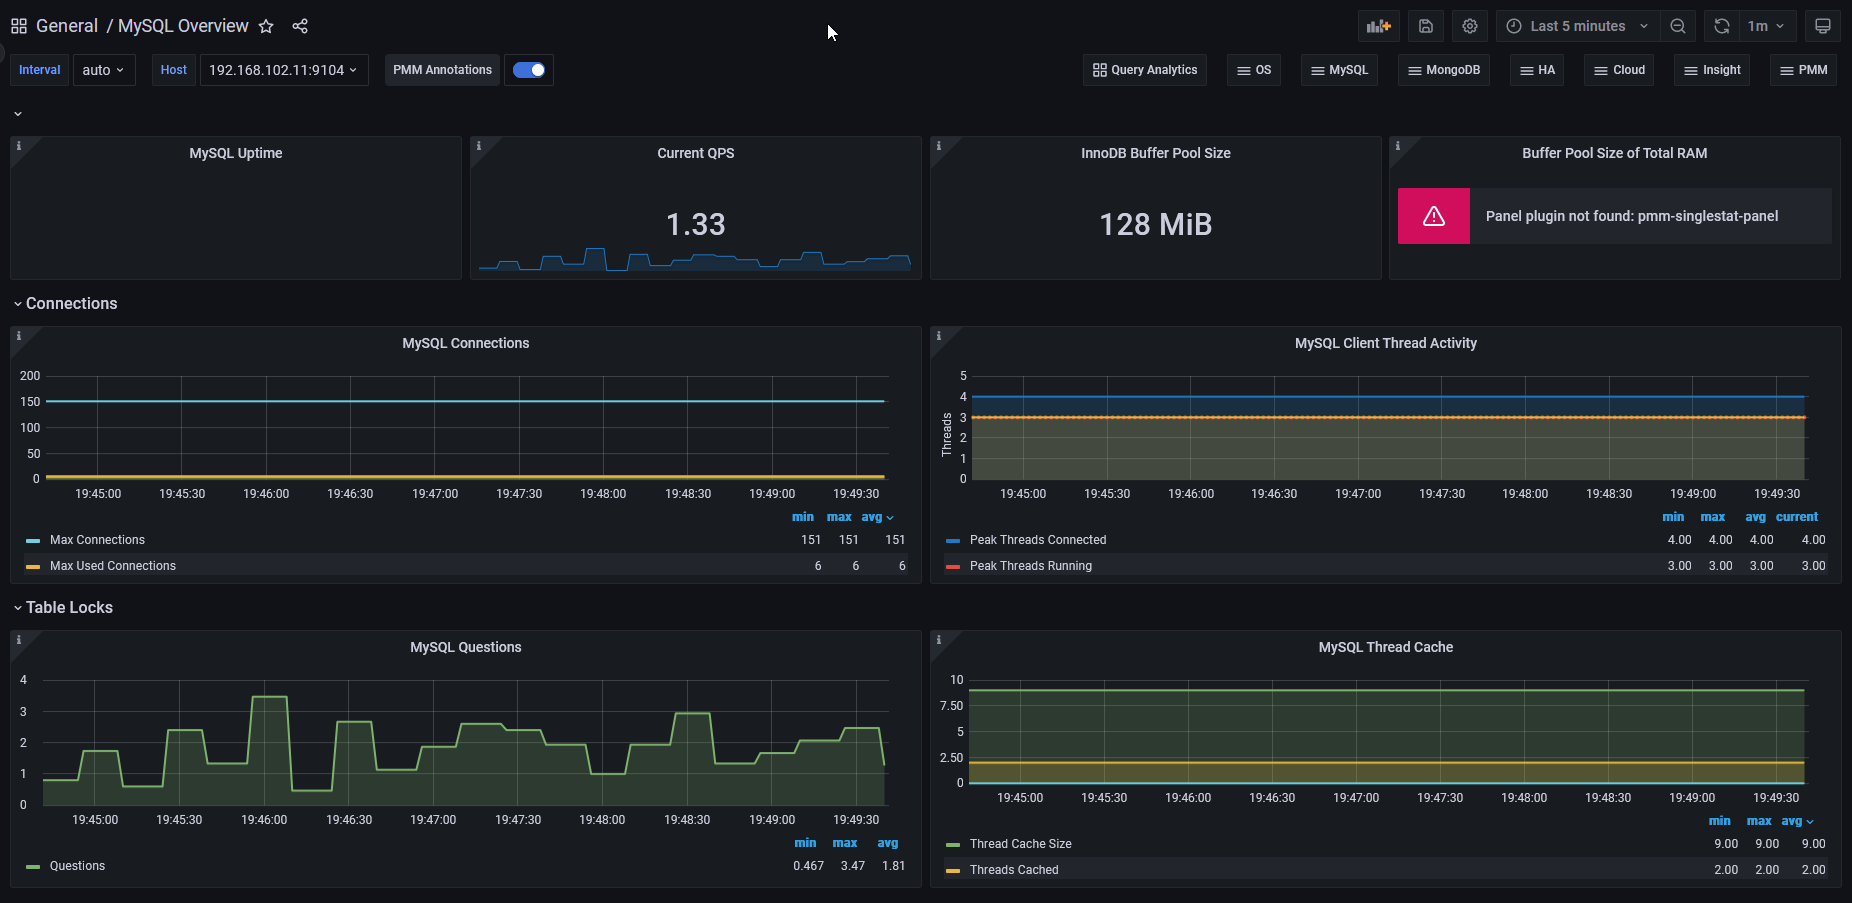 General / MySQL Overview
Last 5 minutes
1m
Interval auto Host 192.168.102.11:9104 PMM Annotations
Query Analytics OS MySQL MongoDB HA Cloud Insight PMM
MySQL Uptime
Current QPS
1.33
InnoDB Buffer Pool Size
128 MiB
Buffer Pool Size of Total RAM
Panel plugin not found: pmm-singlestat-panel
Connections
MySQL Connections
200
150
100
50
0
19:45:00 19:45:30 19:46:00 19:46:30 19:47:00 19:47:30 19:48:00 19:48:30 19:49:00 19:49:30
min max avg
Max Connections 151 151 151
Max Used Connections 6 6 6
MySQL Client Thread Activity
Threads
5
4
3
2
1
0
19:45:00 19:45:30 19:46:00 19:46:30 19:47:00 19:47:30 19:48:00 19:48:30 19:49:00 19:49:30
min max avg current
Peak Threads Connected 4.00 4.00 4.00 4.00
Peak Threads Running 3.00 3.00 3.00 3.00
Table Locks
MySQL Questions
4
3
2
1
0
19:45:00 19:45:30 19:46:00 19:46:30 19:47:00 19:47:30 19:48:00 19:48:30 19:49:00 19:49:30
min max avg
Questions 0.467 3.47 1.81
MySQL Thread Cache
10
7.50
5
2.50
0
19:45:00 19:45:30 19:46:00 19:46:30 19:47:00 19:47:30 19:48:00 19:48:30 19:49:00 19:49:30
min max avg
Thread Cache Size 9.00 9.00 9.00
Threads Cached 2.00 2.00 2.00